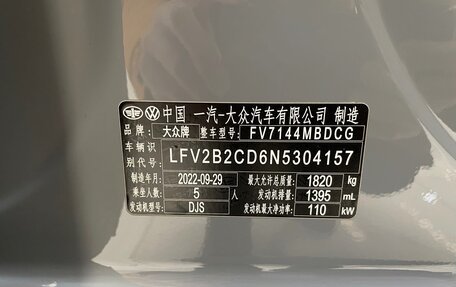 中国 一汽-大众汽车有限公司 制造
品牌: 大众牌 整车型号: FV7144MBDCG
车辆识别代号: LFV2B2CD6N5304157
制造年月 2022-09-29 最大允许总质量: 1820 kg
乘坐人数 5 人 发动机排量: 1395 mL
发动机型号 DJS 发动机最大净功率: 110 kW